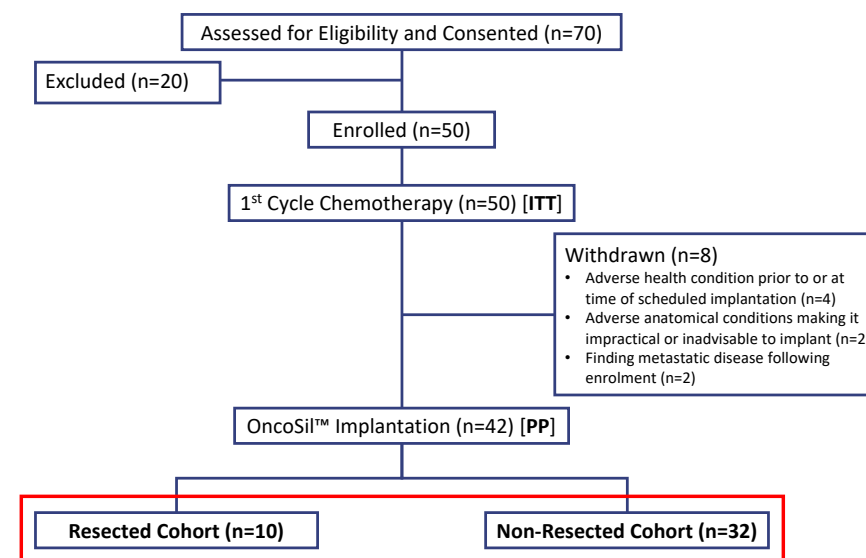 Assessed for Eligibility and Consented (n=70)
Excluded (n=20)
Enrolled (n=50)
1st Cycle Chemotherapy (n=50) [ITT]
Withdrawn (n=8)
• Adverse health condition prior to or at
time of scheduled implantation (n=4)
• Adverse anatomical conditions making it
impractical or inadvisable to implant (n=2
• Finding metastatic disease following
enrolment (n=2)
OncoSil™ Implantation (n=42) [PP]
Resected Cohort (n=10)
Non-Resected Cohort (n=32)